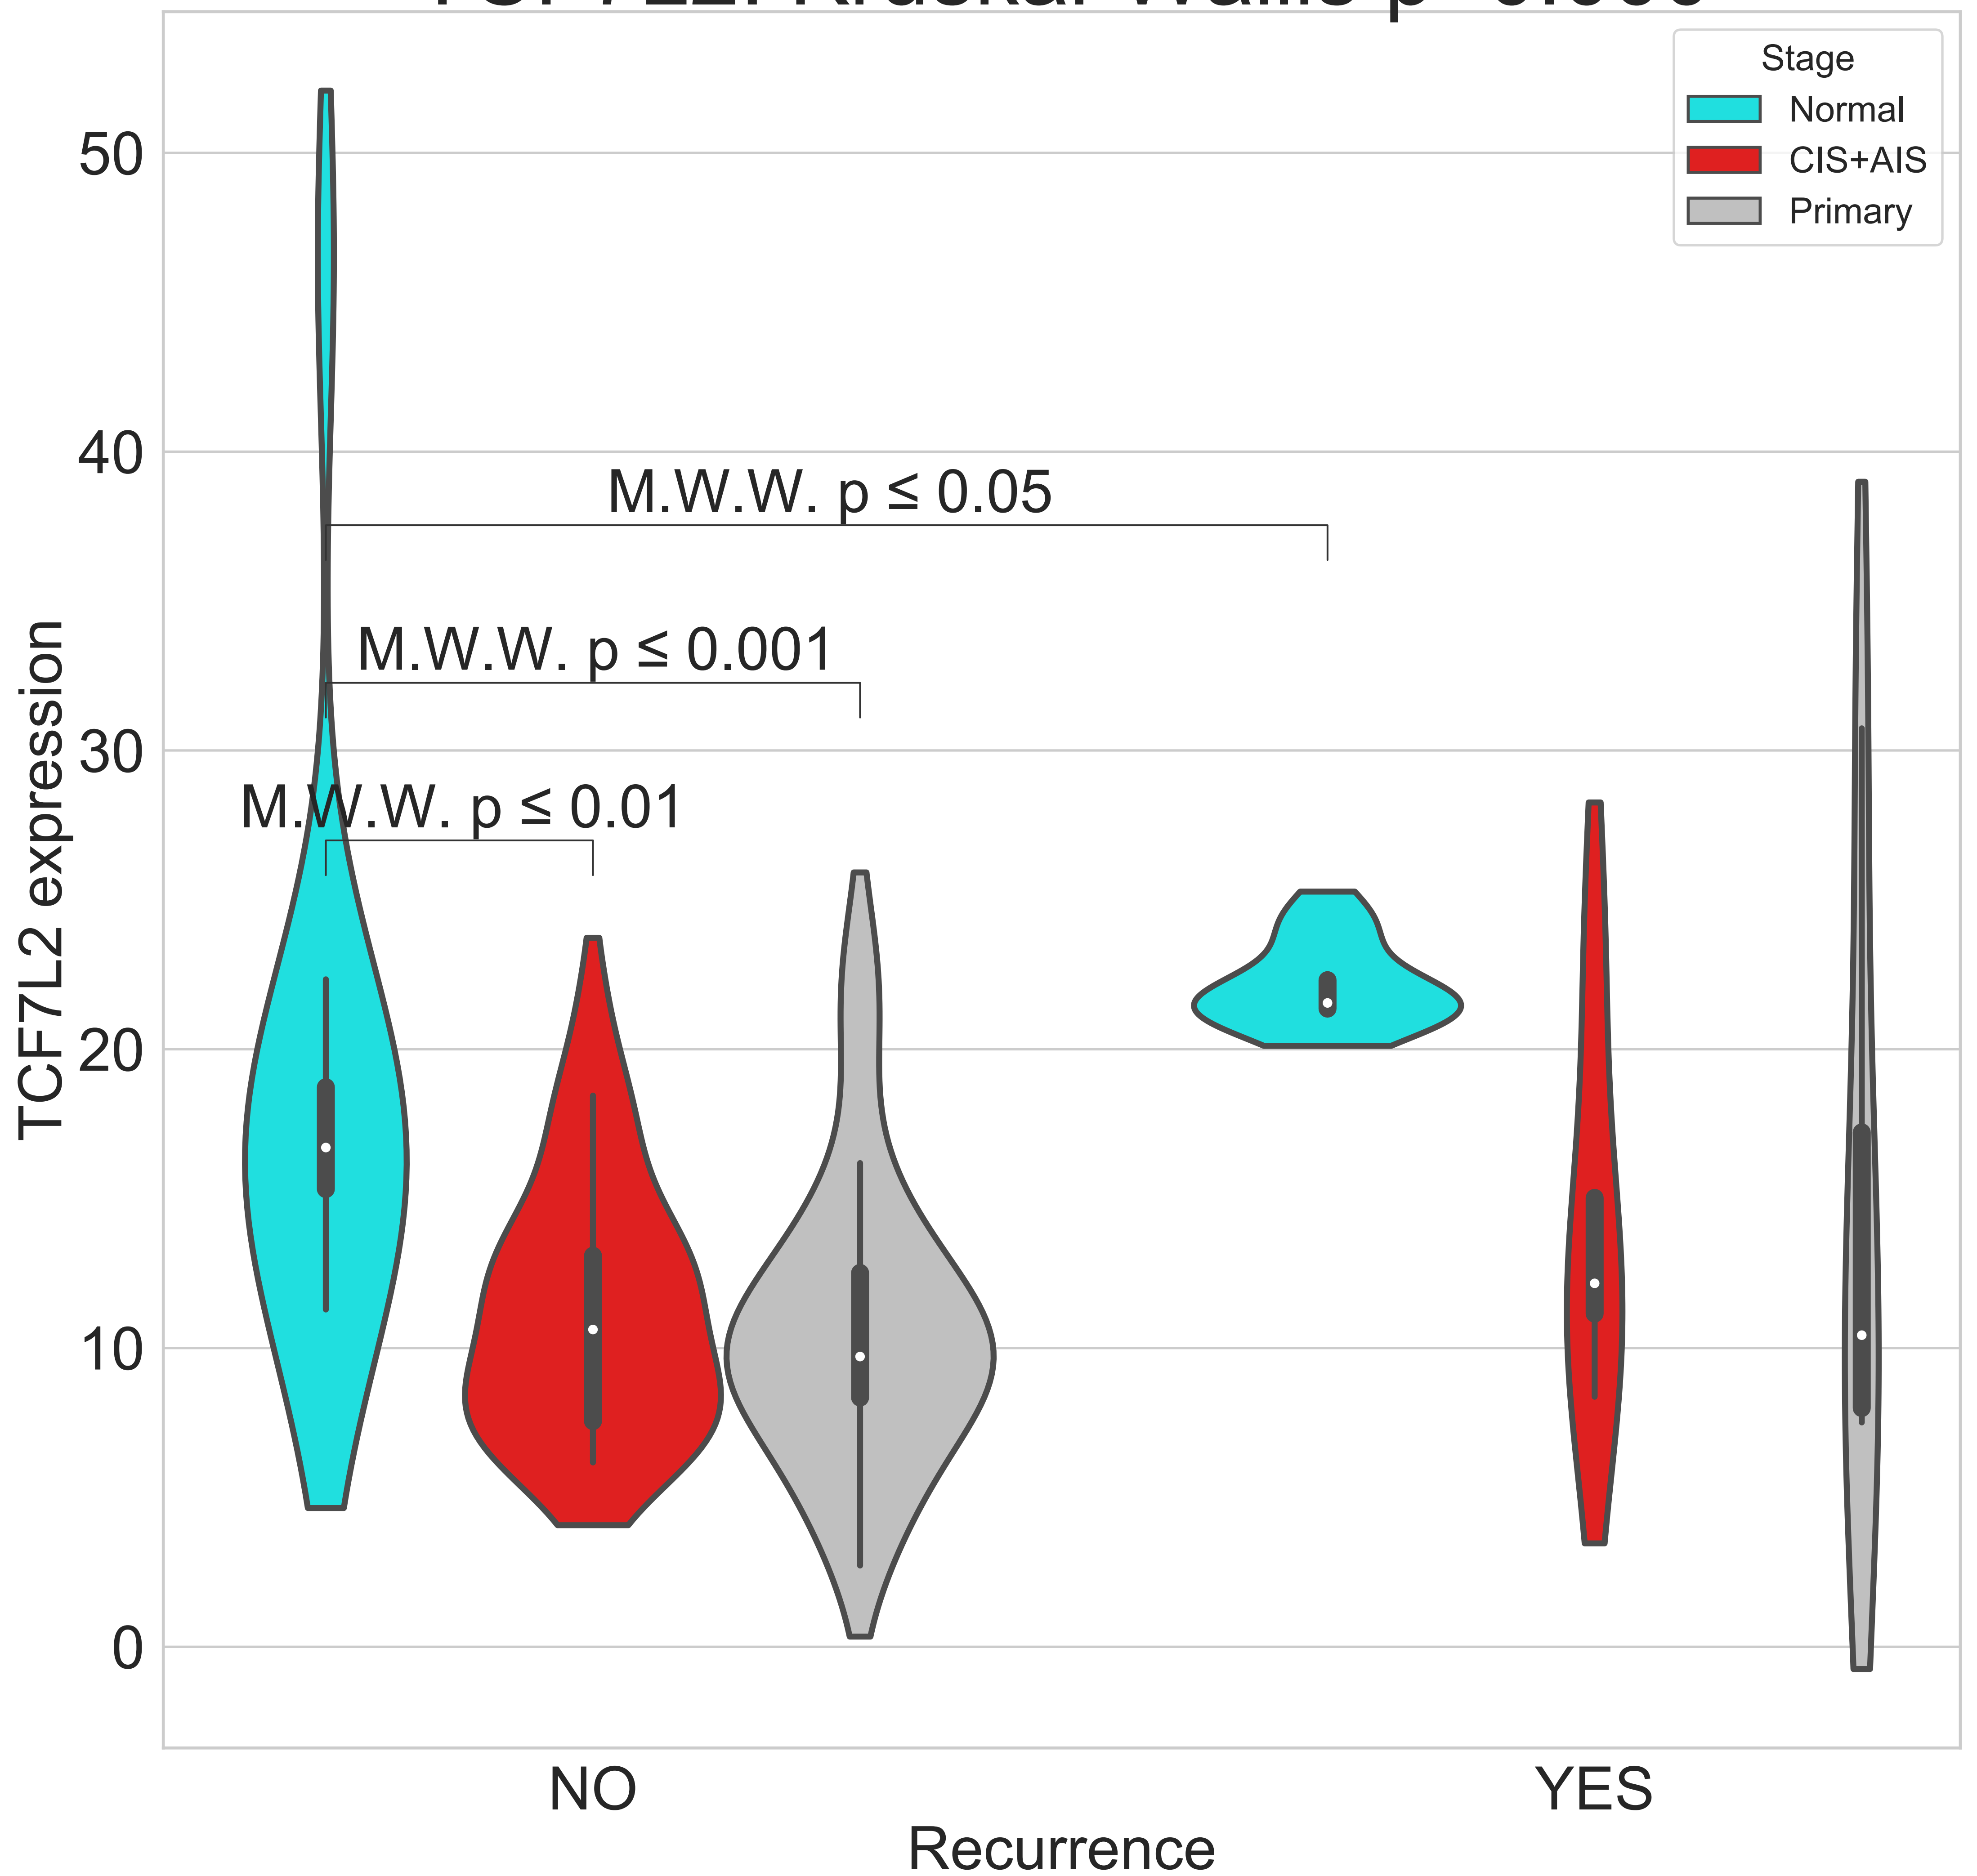 Stage
Normal
CIS+AIS
Primary
50
40
30
20
10
0
TCF7L2 expression
M.W.W. p ≤ 0.05
M.W.W. p ≤ 0.001
M.W.W. p ≤ 0.01
NO
YES
Recurrence